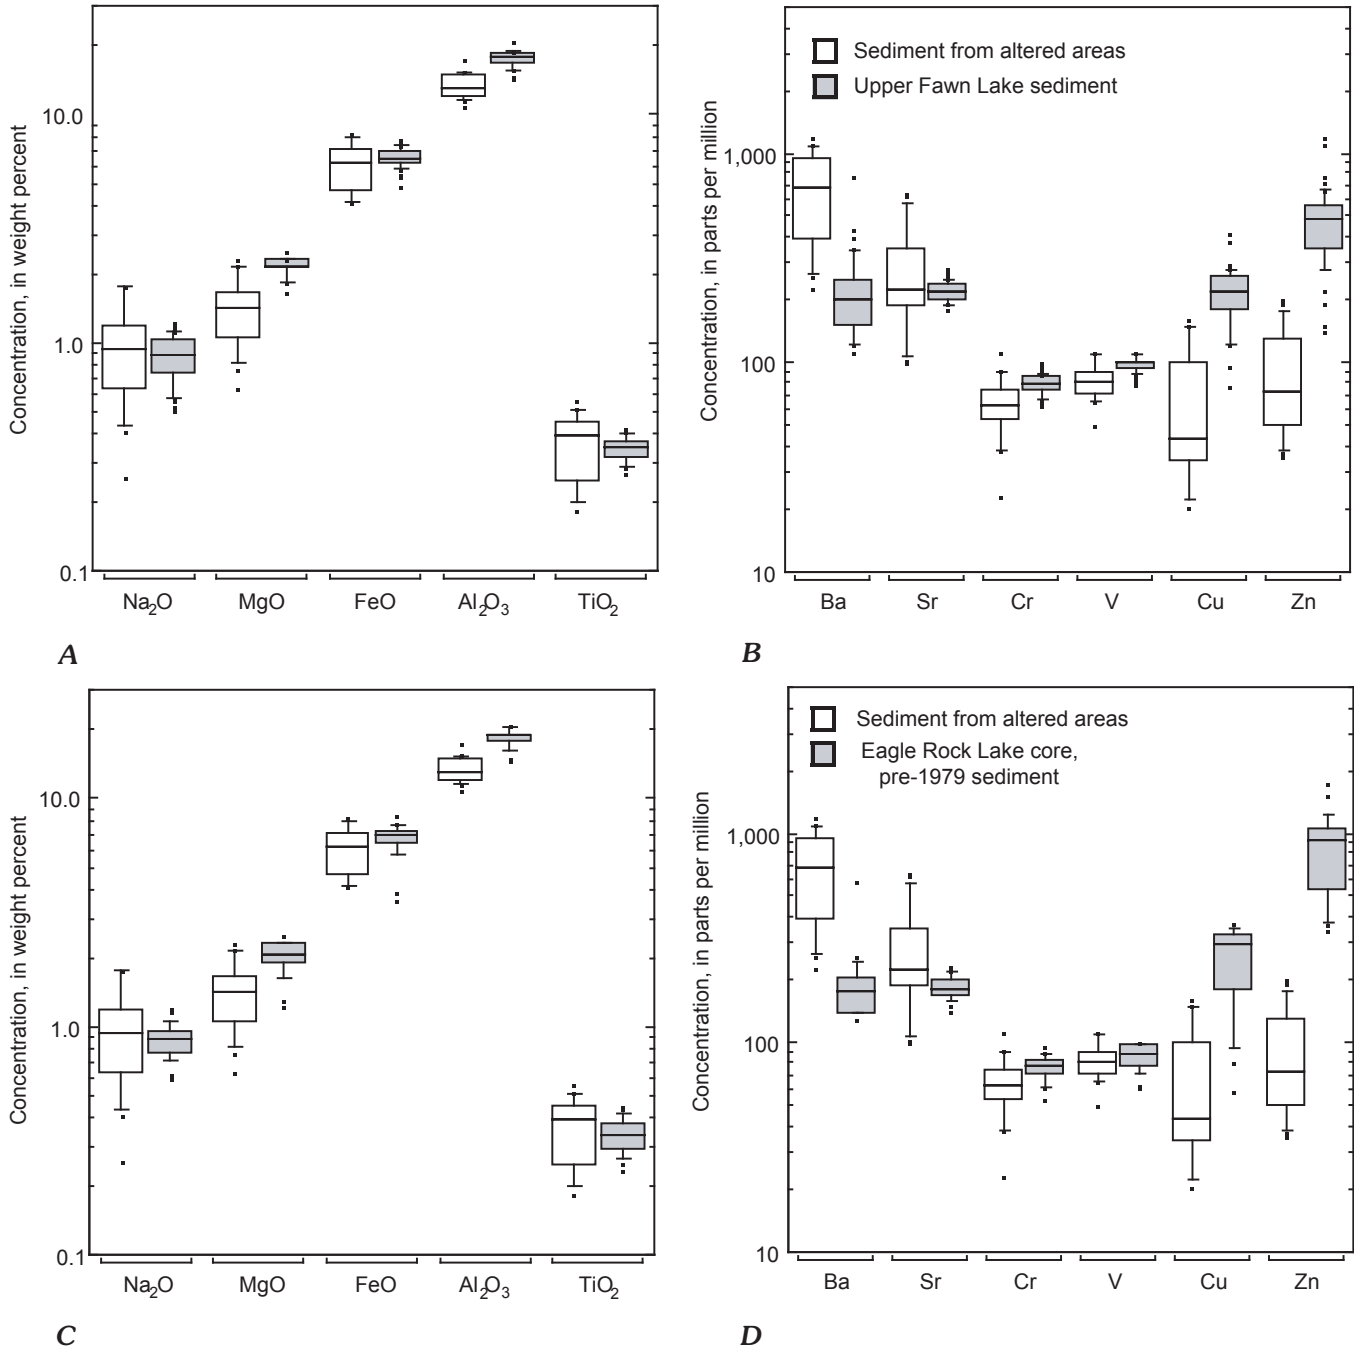 Concentration, in weight percent
10.0
1.0
0.1
Na2O MgO FeO Al2O3 TiO2
A
Concentration, in parts per million
Sediment from altered areas
Upper Fawn Lake sediment
1,000
100
10
Ba Sr Cr V Cu Zn
B
Concentration, in weight percent
10.0
1.0
0.1
Na2O MgO FeO Al2O3 TiO2
C
Concentration, in parts per million
Sediment from altered areas
Eagle Rock Lake core,
pre-1979 sediment
1,000
100
10
Ba Sr Cr V Cu Zn
D